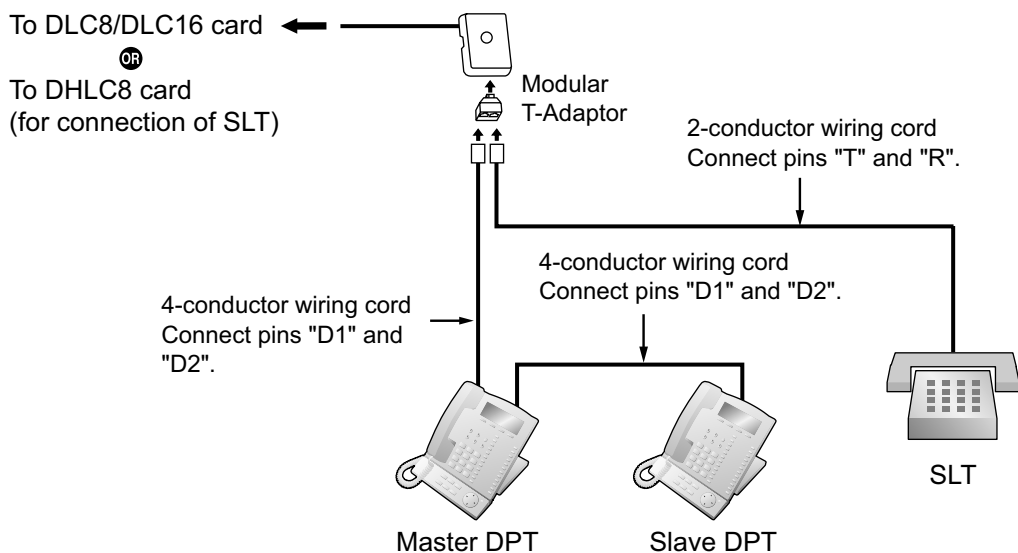 To DLC8/DLC16 card
OR
To DHLC8 card
(for connection of SLT)
Modular
T-Adaptor
2-conductor wiring cord
Connect pins "T" and "R".
4-conductor wiring cord
Connect pins "D1" and "D2".
4-conductor wiring cord
Connect pins "D1" and
"D2".
SLT
Master DPT
Slave DPT